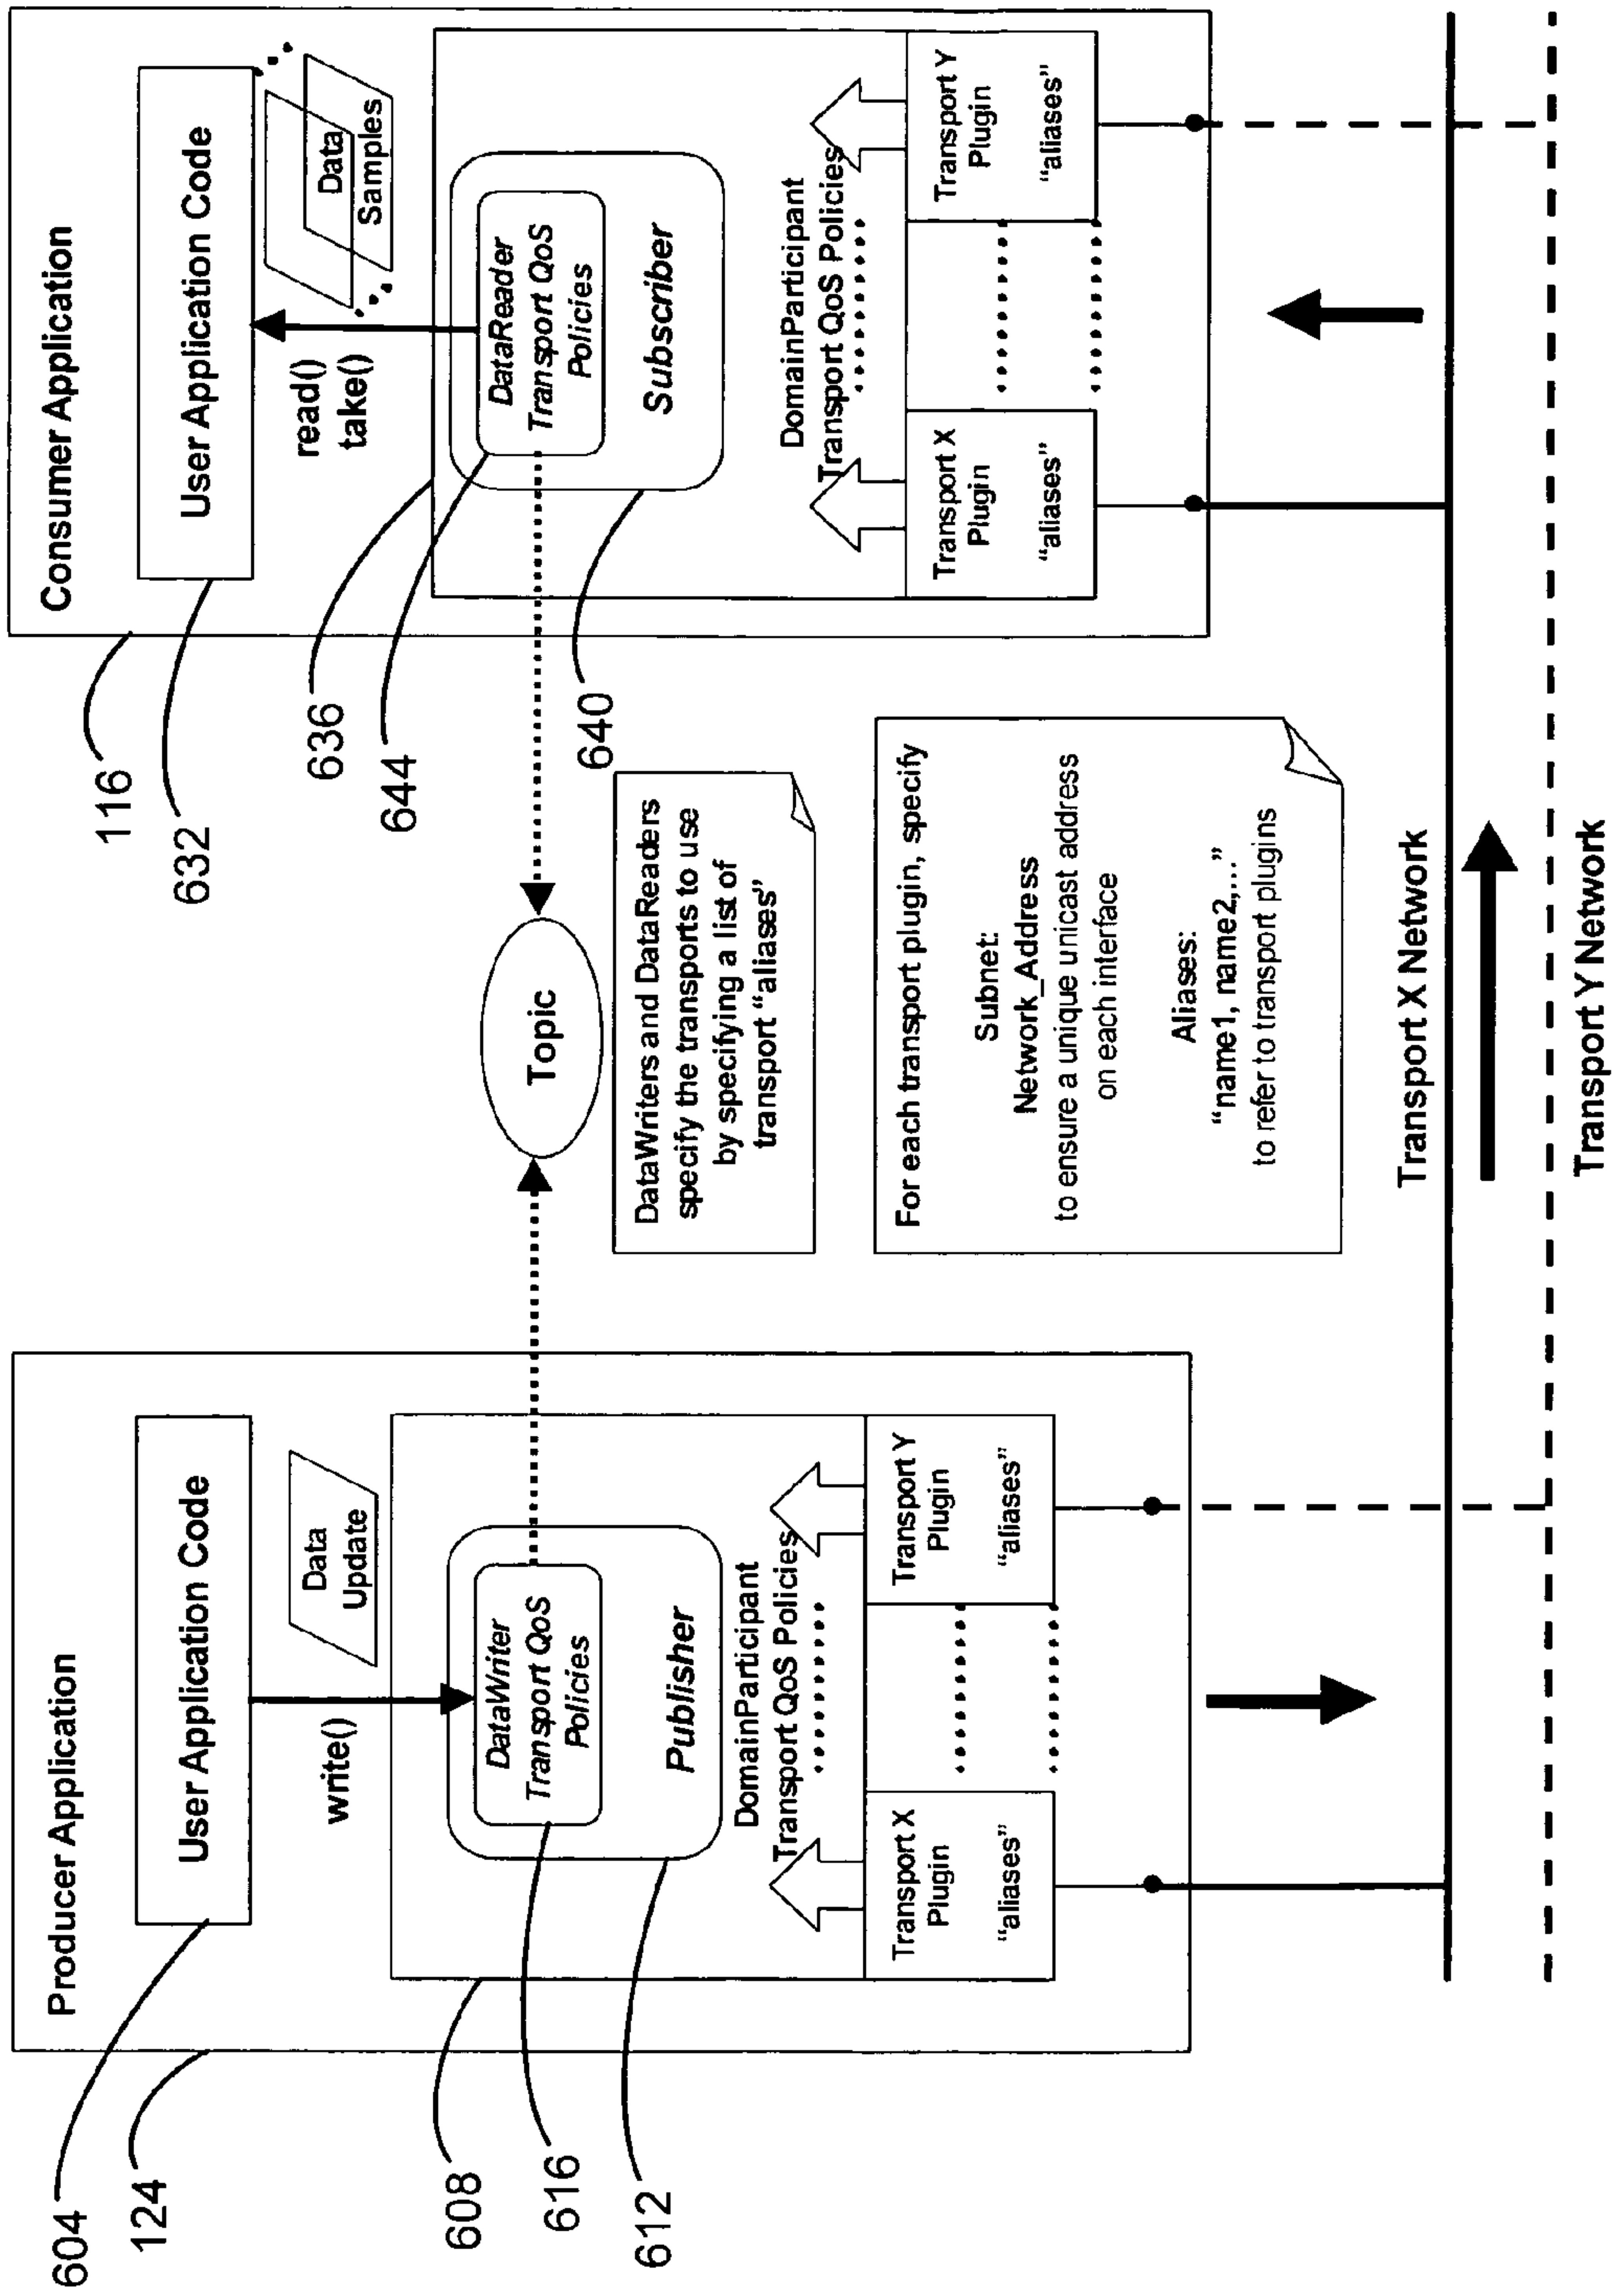 Producer Application
User Application Code
write()
Data
Update
DataWriter
Transport QoS
Policies
Publisher
DomainParticipant
Transport QoS Policies
Transport X
Plugin
“aliases”
Transport Y
Plugin
“aliases”
604
124
608
616
612
Topic
DataWriters and DataReaders
specify the transports to use
by specifying a list of
transport “aliases”
For each transport plugin, specify
Subnet:
Network_Address
to ensure a unique unicast address
on each interface
Aliases:
“name1, name2,...”
to refer to transport plugins
Consumer Application
User Application Code
read()
take()
Data
Samples
DataReader
Transport QoS
Policies
Subscriber
DomainParticipant
Transport QoS Policies
Transport X
Plugin
“aliases”
Transport Y
Plugin
“aliases”
116
632
636
644
640
Transport X Network
Transport Y Network